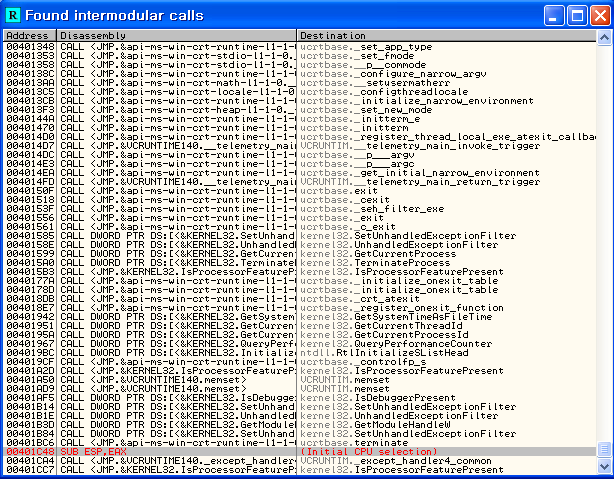 R Found intermodular calls
Address Disassembly Destination
00401348 CALL <JMP.&api-ms-win-crt-runtime-l1-1-0 ucrtbase._set_app_type
00401353 CALL <JMP.&api-ms-win-crt-stdio-l1-1-0. ucrtbase._set_fmode
0040135D CALL <JMP.&api-ms-win-crt-stdio-l1-1-0. ucrtbase.__p__commode
0040138C CALL <JMP.&api-ms-win-crt-runtime-l1-1-0 ucrtbase._configure_narrow_argv
004013AA CALL <JMP.&api-ms-win-crt-math-l1-1-0._ ucrtbase.__setusermatherr
004013C5 CALL <JMP.&api-ms-win-crt-locale-l1-1-0 ucrtbase._configthreadlocale
004013CB CALL <JMP.&api-ms-win-crt-runtime-l1-1-0 ucrtbase._initialize_narrow_environment
004013F3 CALL <JMP.&api-ms-win-crt-heap-l1-1-0._ ucrtbase._set_new_mode
0040144A CALL <JMP.&api-ms-win-crt-runtime-l1-1-0 ucrtbase._initterm_e
00401470 CALL <JMP.&api-ms-win-crt-runtime-l1-1-0 ucrtbase._initterm
004014D0 CALL <JMP.&api-ms-win-crt-runtime-l1-1-0 ucrtbase._register_thread_local_exe_atexit_callbac
004014D7 CALL <JMP.&VCRUNTIME140.__telemetry_mai VCRUNTIM.__telemetry_main_invoke_trigger
004014DC CALL <JMP.&api-ms-win-crt-runtime-l1-1- ucrtbase.__p___argv
004014E3 CALL <JMP.&api-ms-win-crt-runtime-l1-1- ucrtbase.__p___argc
004014EA CALL <JMP.&api-ms-win-crt-runtime-l1-1- ucrtbase._get_initial_narrow_environment
004014FD CALL <JMP.&VCRUNTIME140.__telemetry_mai VCRUNTIM.__telemetry_main_return_trigger
0040150F CALL <JMP.&api-ms-win-crt-runtime-l1-1- ucrtbase.exit
00401518 CALL <JMP.&api-ms-win-crt-runtime-l1-1- ucrtbase._cexit
0040153F CALL <JMP.&api-ms-win-crt-runtime-l1-1- ucrtbase._seh_filter_exe
00401556 CALL <JMP.&api-ms-win-crt-runtime-l1-1- ucrtbase._exit
00401561 CALL <JMP.&api-ms-win-crt-runtime-l1-1- ucrtbase._c_exit
00401585 CALL DWORD PTR DS:[<&KERNEL32.SetUnhand kernel32.SetUnhandledExceptionFilter
0040158E CALL DWORD PTR DS:[<&KERNEL32.Unhandled kernel32.UnhandledExceptionFilter
00401599 CALL DWORD PTR DS:[<&KERNEL32.GetCurren kernel32.GetCurrentProcess
004015A0 CALL DWORD PTR DS:[<&KERNEL32.Terminate kernel32.TerminateProcess
004015B3 CALL <JMP.&KERNEL32.IsProcessorFeatureP kernel32.IsProcessorFeaturePresent
0040177A CALL <JMP.&api-ms-win-crt-runtime-l1-1- ucrtbase._initialize_onexit_table
CALL <JMP.&api-ms-win-crt-runtime-l1-1- ucrtbase._initialize_onexit_table
004018DB CALL <JMP.&api-ms-win-crt-runtime-l1-1- ucrtbase._crt_atexit
004018E7 CALL <JMP.&api-ms-win-crt-runtime-l1-1- ucrtbase._register_onexit_function
00401942 CALL DWORD PTR DS:[<&KERNEL32.GetSystem kernel32.GetSystemTimeAsFileTime
00401951 CALL DWORD PTR DS:[<&KERNEL32.GetCurren kernel32.GetCurrentThreadId
0040195A CALL DWORD PTR DS:[<&KERNEL32.GetCurren kernel32.GetCurrentProcessId
00401967 CALL DWORD PTR DS:[<&KERNEL32.QueryPerf kernel32.QueryPerformanceCounter
004019BC CALL DWORD PTR DS:[<&KERNEL32.Initializ ntdll.RtlInitializeSListHead
004019CF CALL <JMP.&api-ms-win-crt-runtime-l1-1- ucrtbase._controlfp_s
00401A2D CALL <JMP.&KERNEL32.IsProcessorFeatureP kernel32.IsProcessorFeaturePresent
00401A50 CALL <JMP.&VCRUNTIME140.memset> VCRUNTIM.memset
00401AD9 CALL <JMP.&VCRUNTIME140.memset> VCRUNTIM.memset
00401AF5 CALL DWORD PTR DS:[<&KERNEL32.IsDebugge kernel32.IsDebuggerPresent
00401B14 CALL DWORD PTR DS:[<&KERNEL32.SetUnhand kernel32.SetUnhandledExceptionFilter
00401B1E CALL DWORD PTR DS:[<&KERNEL32.Unhandled kernel32.UnhandledExceptionFilter
00401B3D CALL DWORD PTR DS:[<&KERNEL32.GetModule kernel32.GetModuleHandleW
00401B84 CALL DWORD PTR DS:[<&KERNEL32.SetUnhand kernel32.SetUnhandledExceptionFilter
00401BC6 CALL <JMP.&api-ms-win-crt-runtime-l1-1- ucrtbase.terminate
00401C48 SUB ESP,EAX (Initial CPU selection)
00401CA4 CALL <JMP.&VCRUNTIME140._except_handler VCRUNTIM._except_handler4_common
00401CC7 CALL <JMP.&KERNEL32.IsProcessorFeatureP kernel32.IsProcessorFeaturePresent